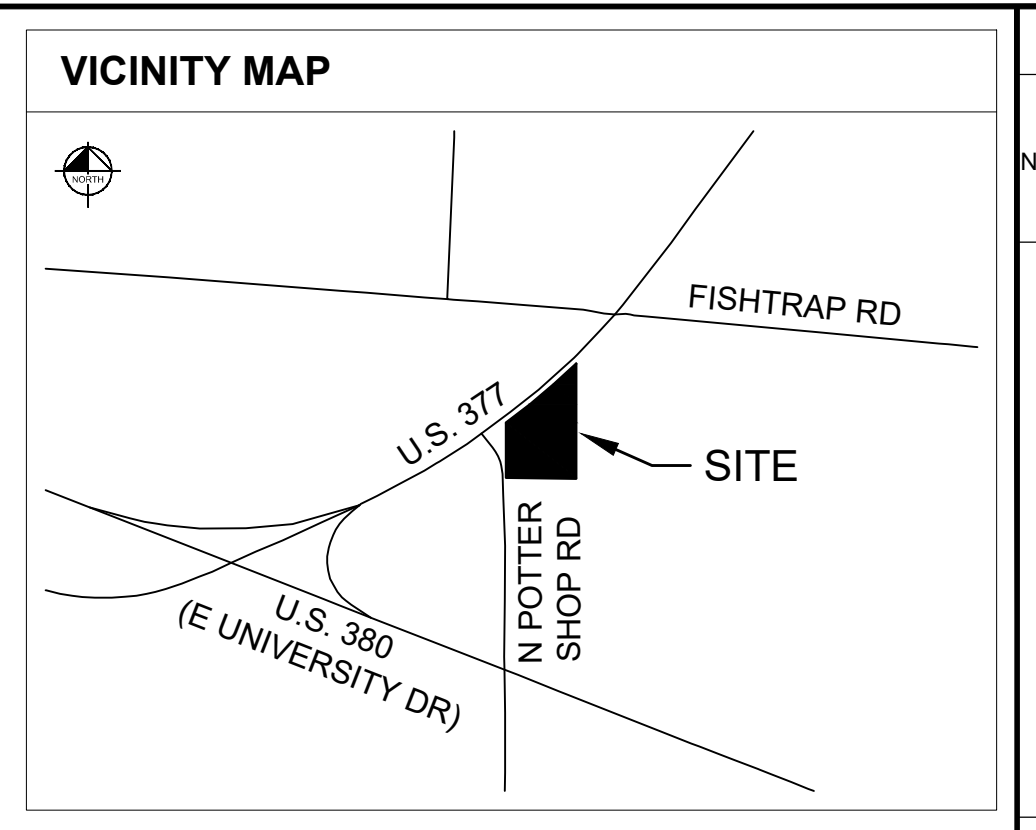 VICINITY MAP
NORTH
N
FISHTRAP RD
U.S. 377
SITE
N POTTER
SHOP RD
U.S. 380
(E UNIVERSITY DR)